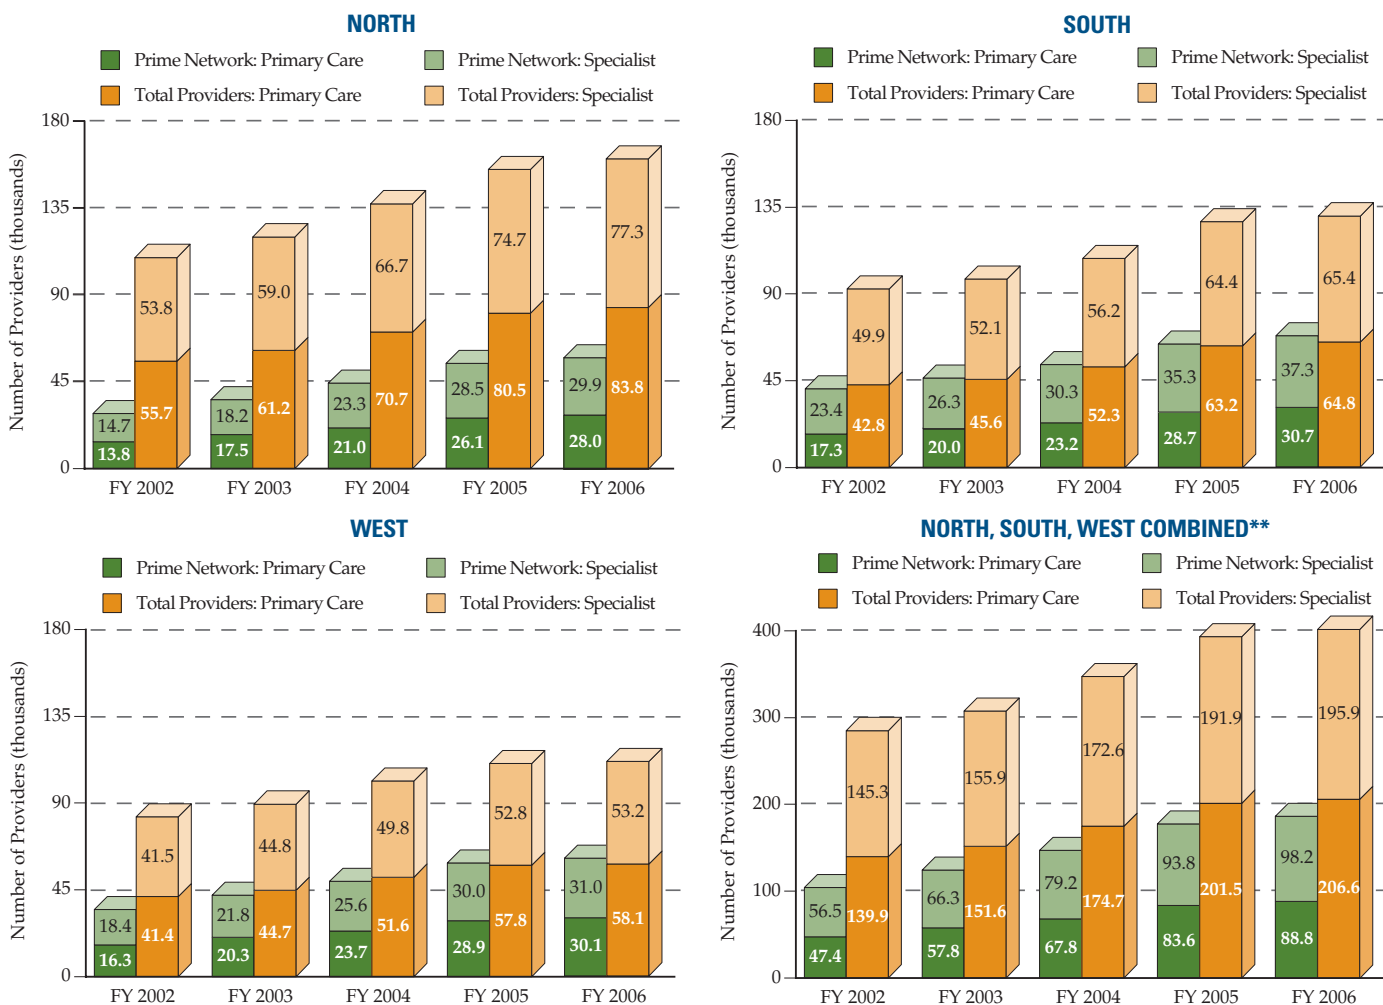 NORTH
Prime Network: Primary Care
Prime Network: Specialist
Total Providers: Primary Care
Total Providers: Specialist
Number of Providers (thousands)
180
135
90
45
0
53.8
55.7
14.7
13.8
59.0
61.2
18.2
17.5
66.7
70.7
23.3
21.0
74.7
80.5
28.5
26.1
77.3
83.8
29.9
28.0
FY 2002
FY 2003
FY 2004
FY 2005
FY 2006
SOUTH
Prime Network: Primary Care
Prime Network: Specialist
Total Providers: Primary Care
Total Providers: Specialist
Number of Providers (thousands)
180
135
90
45
0
49.9
42.8
23.4
17.3
52.1
45.6
26.3
20.0
56.2
52.3
30.3
23.2
64.4
63.2
35.3
28.7
65.4
64.8
37.3
30.7
FY 2002
FY 2003
FY 2004
FY 2005
FY 2006
WEST
Prime Network: Primary Care
Prime Network: Specialist
Total Providers: Primary Care
Total Providers: Specialist
Number of Providers (thousands)
180
135
90
45
0
41.5
41.4
18.4
16.3
44.8
44.7
21.8
20.3
49.8
51.6
25.6
23.7
52.8
57.8
30.0
28.9
53.2
58.1
31.0
30.1
FY 2002
FY 2003
FY 2004
FY 2005
FY 2006
NORTH, SOUTH, WEST COMBINED**
Prime Network: Primary Care
Prime Network: Specialist
Total Providers: Primary Care
Total Providers: Specialist
Number of Providers (thousands)
400
300
200
100
0
145.3
139.9
56.5
47.4
155.9
151.6
66.3
57.8
172.6
174.7
79.2
67.8
191.9
201.5
93.8
83.6
195.9
206.6
98.2
88.8
FY 2002
FY 2003
FY 2004
FY 2005
FY 2006